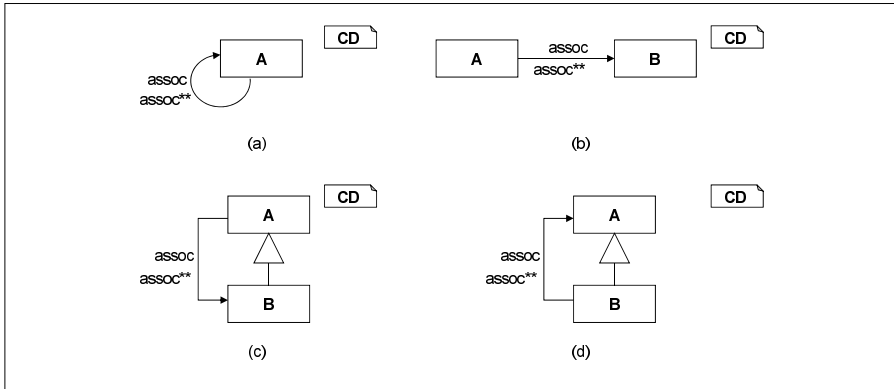 CD
A
assoc
assoc**
(a)
CD
A
assoc
assoc**
B
(b)
CD
A
assoc
assoc**
B
(c)
CD
A
assoc
assoc**
B
(d)